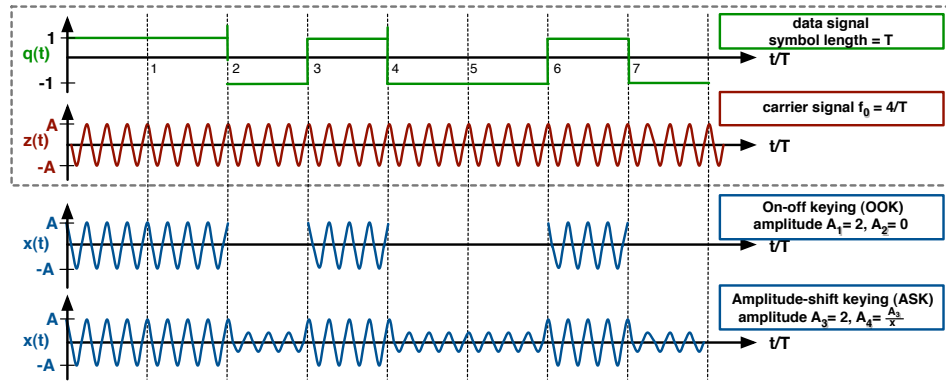 1
q(t)
-1
1
2
3
4
5
6
7
t/T
data signal
symbol length = T
A
z(t)
-A
t/T
carrier signal f₀ = 4/T
A
x(t)
-A
t/T
On-off keying (OOK)
amplitude A₁= 2, A₂= 0
A
x(t)
-A
t/T
Amplitude-shift keying (ASK)
amplitude A₃= 2, A₄= A₃/x